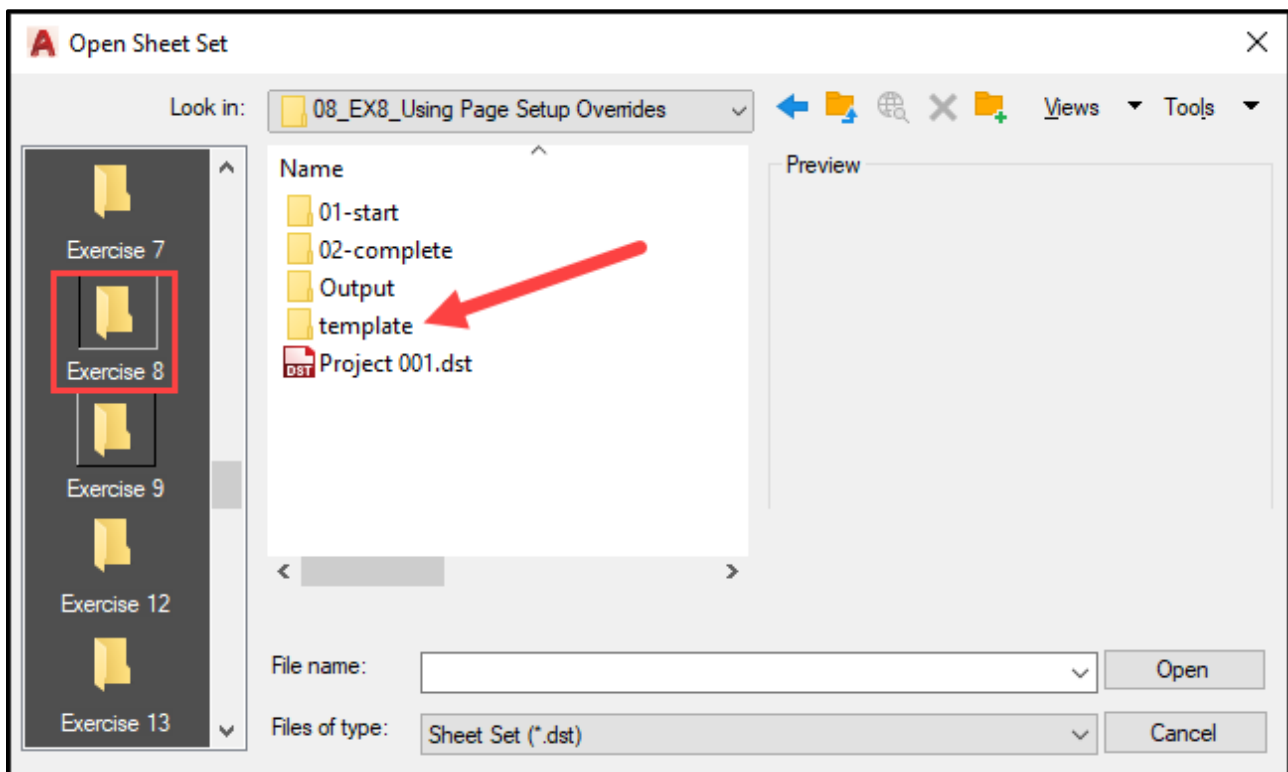 Open Sheet Set
Look in: 08_EX8_Using Page Setup Overrides Views Tools
Exercise 7
Exercise 8
Exercise 9
Exercise 12
Exercise 13
Name
01-start
02-complete
Output
template
DST Project 001.dst
Preview
File name: Open
Files of type: Sheet Set (*.dst) Cancel